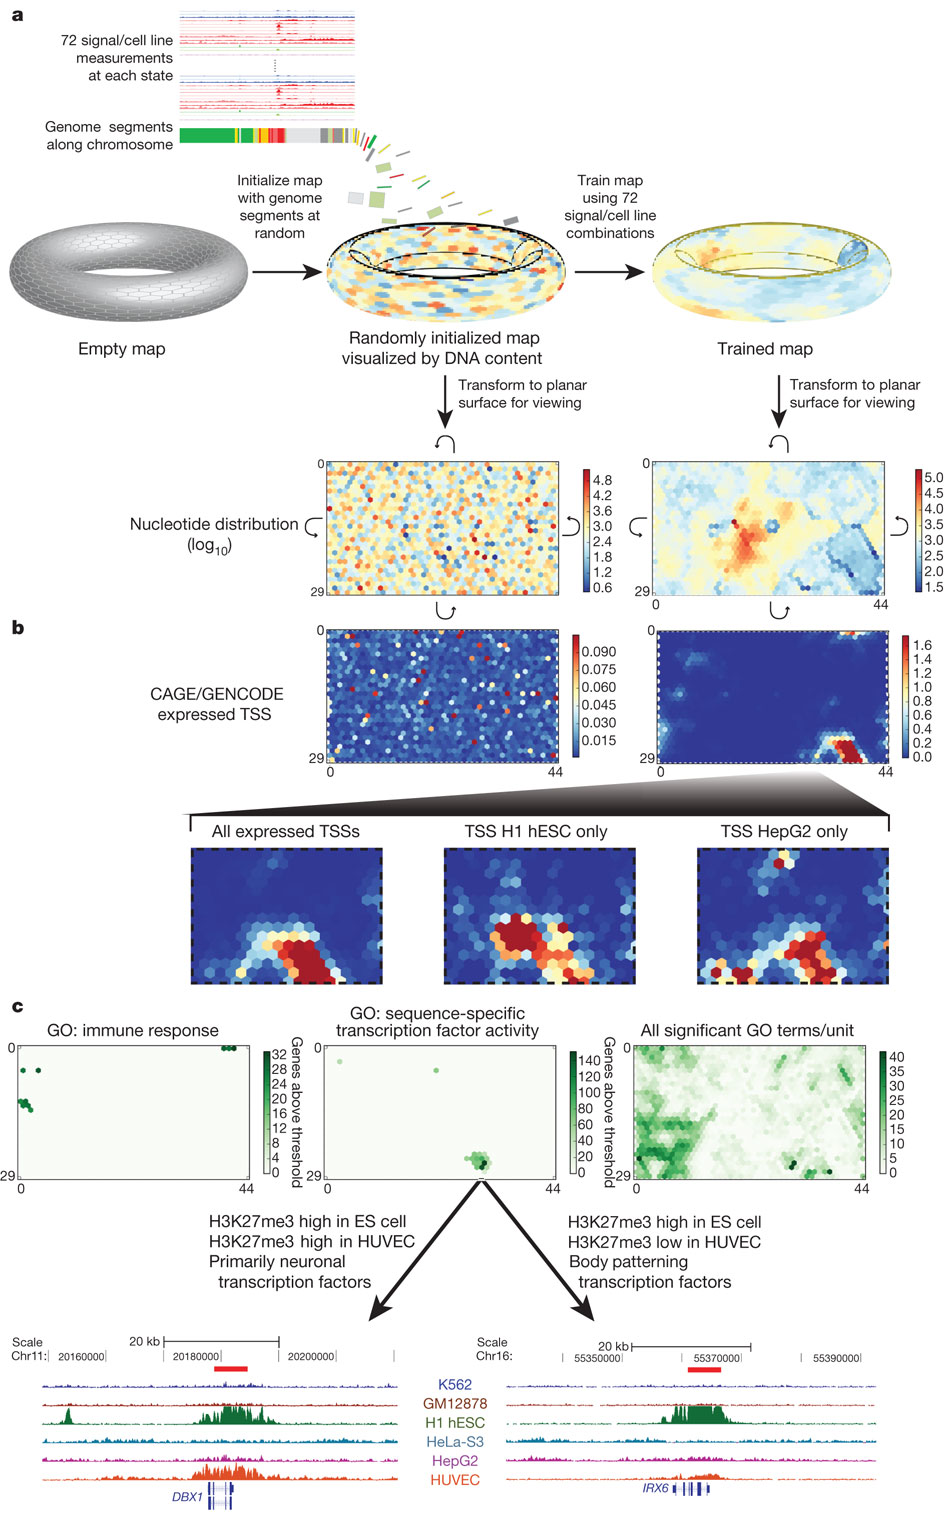 a
72 signal/cell line
measurements
at each state
Genome segments
along chromosome
Initialize map
with genome
segments at
random
Train map
using 72
signal/cell line
combinations
Empty map
Randomly initialized map
visualized by DNA content
Trained map
Transform to planar
surface for viewing
Transform to planar
surface for viewing
Nucleotide distribution
(log10)
0
29
4.8
4.2
3.6
3.0
2.4
1.8
1.2
0.6
0
29
0
44
5.0
4.5
4.0
3.5
3.0
2.5
2.0
1.5
b
CAGE/GENCODE
expressed TSS
0
29
0
44
0.090
0.075
0.060
0.045
0.030
0.015
0
29
0
44
1.6
1.4
1.2
1.0
0.8
0.6
0.4
0.2
0.0
All expressed TSSs
TSS H1 hESC only
TSS HepG2 only
c
GO: immune response
0
29
0
44
32
28
24
20
16
12
8
4
0
Genes above threshold
GO: sequence-specific
transcription factor activity
0
29
0
44
140
120
100
80
60
40
20
0
Genes above threshold
All significant GO terms/unit
0
29
0
44
40
35
30
25
20
15
10
5
0
H3K27me3 high in ES cell
H3K27me3 high in HUVEC
Primarily neuronal
transcription factors
H3K27me3 high in ES cell
H3K27me3 low in HUVEC
Body patterning
transcription factors
Scale
20 kb
Chr11:
20160000
20180000
20200000
Scale
20 kb
Chr16:
55350000
55370000
55390000
K562
GM12878
H1 hESC
HeLa-S3
HepG2
HUVEC
DBX1
IRX6